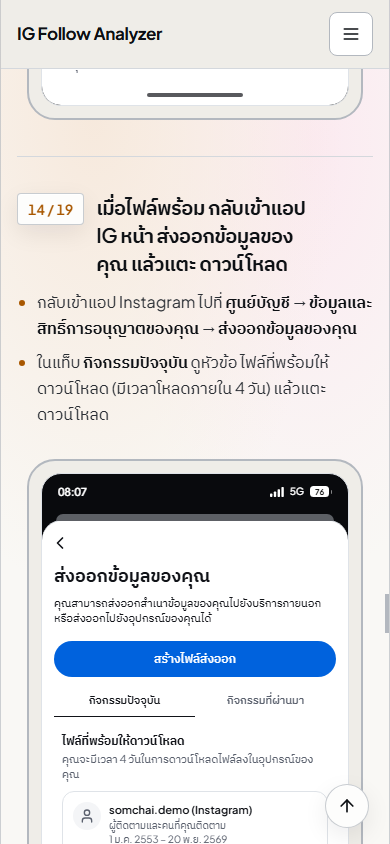 IG Follow Analyzer
14 / 19
เมื่อไฟล์พร้อม กลับเข้าแอป
IG หน้า ส่งออกข้อมูลของ
คุณ แล้วแตะ ดาวน์โหลด
กลับเข้าแอป Instagram ไปที่ ศูนย์บัญชี → ข้อมูลและ
สิทธิ์การอนุญาตของคุณ → ส่งออกข้อมูลของคุณ
ในแท็บ กิจกรรมปัจจุบัน ดูหัวข้อ ไฟล์ที่พร้อมให้
ดาวน์โหลด (มีเวลาโหลดภายใน 4 วัน) แล้วแตะ
ดาวน์โหลด
08:07
5G 76
ส่งออกข้อมูลของคุณ
คุณสามารถส่งออกสำเนาข้อมูลของคุณไปยังบริการภายนอก
หรือส่งออกไปยังอุปกรณ์ของคุณได้
สร้างไฟล์ส่งออก
กิจกรรมปัจจุบัน กิจกรรมที่ผ่านมา
ไฟล์ที่พร้อมให้ดาวน์โหลด
คุณจะมีเวลา 4 วันในการดาวน์โหลดไฟล์ลงในอุปกรณ์ของ
คุณ
somchai.demo (Instagram)
ผู้ติดตามและคนที่คุณติดตาม
1 ม.ค. 2553 – 20 พ.ย. 2569